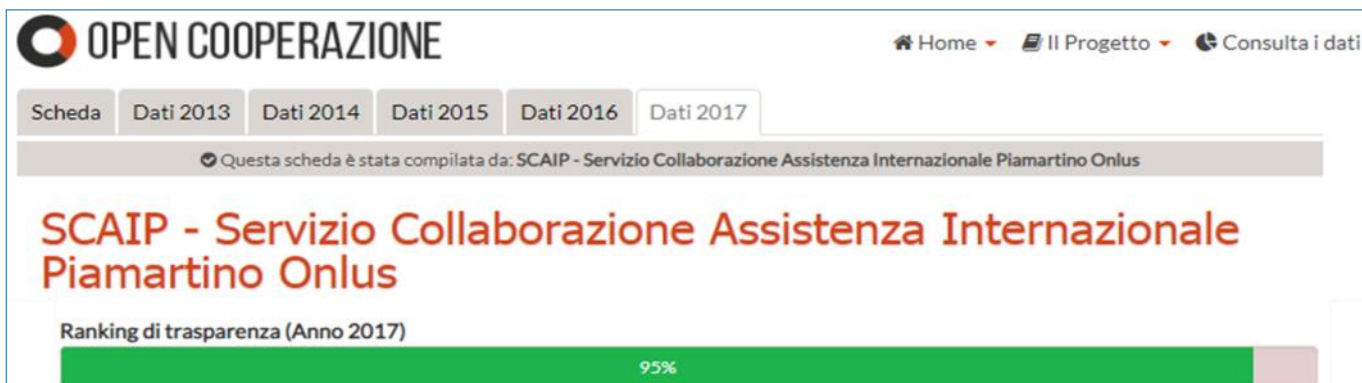 OPEN COOPERAZIONE
Home Il Progetto Consulta i dati
Scheda Dati 2013 Dati 2014 Dati 2015 Dati 2016 Dati 2017
Questa scheda è stata compilata da: SCAIP - Servizio Collaborazione Assistenza Internazionale Piamartino Onlus
SCAIP - Servizio Collaborazione Assistenza Internazionale
Piamartino Onlus
Ranking di trasparenza (Anno 2017)
95%